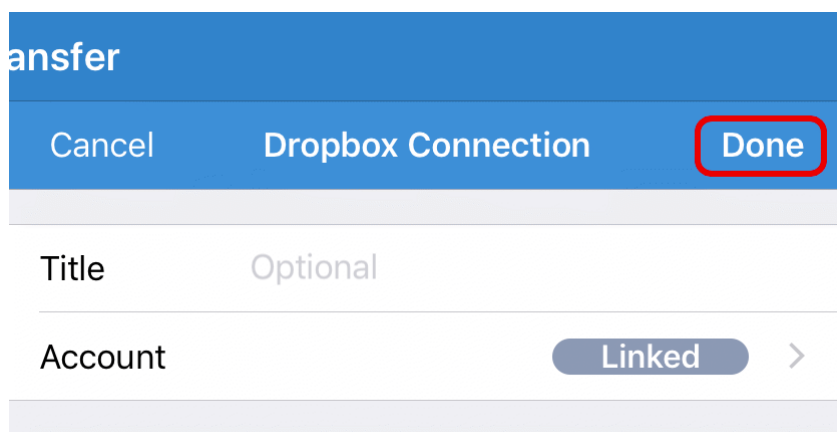 ansfer
Cancel Dropbox Connection Done
Title Optional
Account Linked